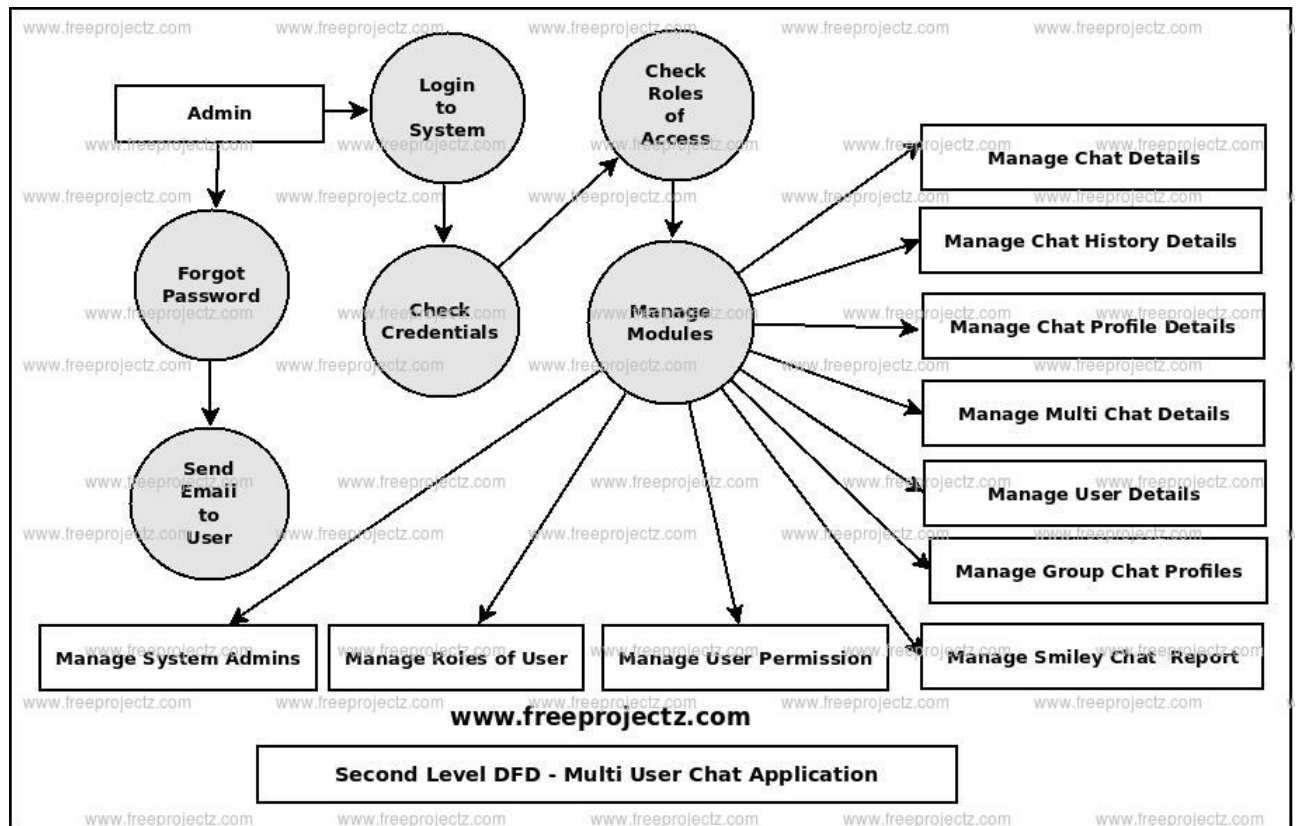 Admin
Login
to
System
Check
Roles
of
Access
Forgot
Password
Check
Credentials
Manage
Modules
Send
Email
to
User
Manage Chat Details
Manage Chat History Details
Manage Chat Profile Details
Manage Multi Chat Details
Manage User Details
Manage Group Chat Profiles
Manage Smiley Chat Report
Manage System Admins
Manage Roies of User
Manage User Permission
www.freeprojectz.com
Second Level DFD - Multi User Chat Application